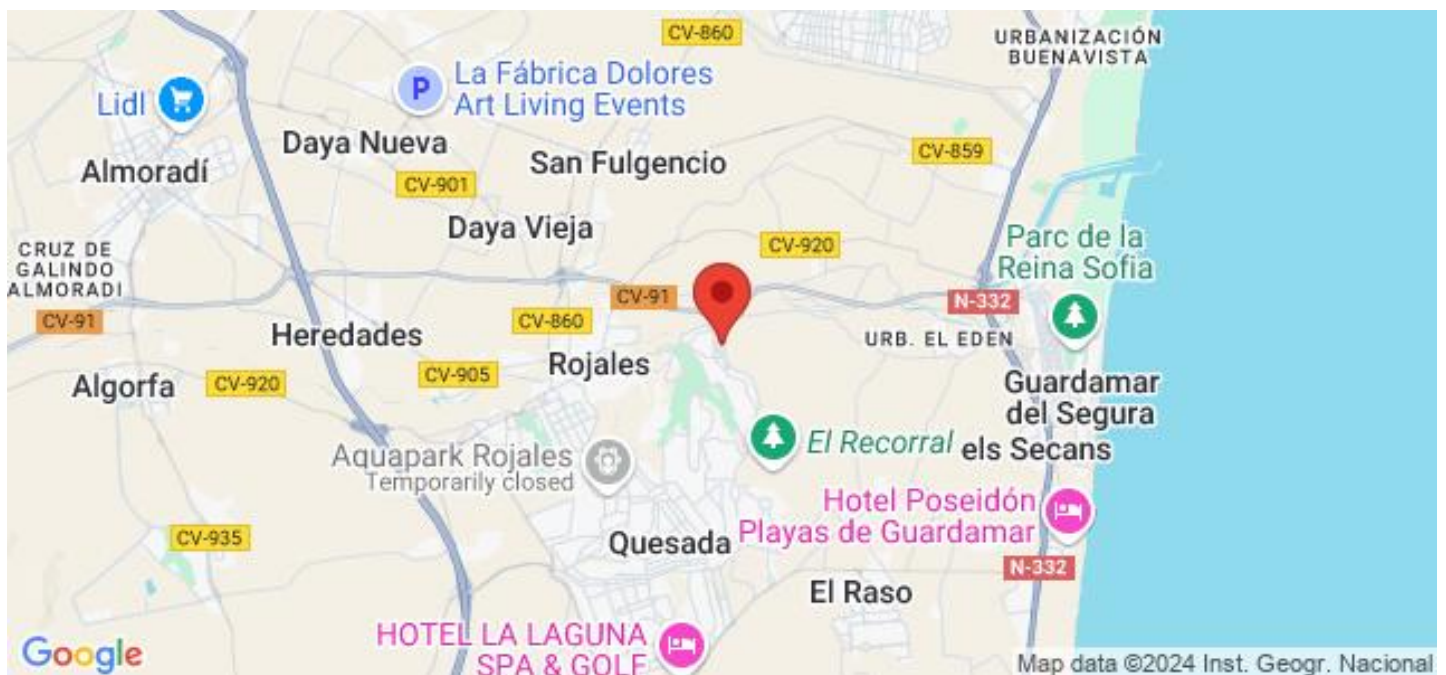 CV-860
URBANIZACIÓN
BUENAVISTA
La Fábrica Dolores
Art Living Events
P
Lidl
Daya Nueva
San Fulgencio
CV-859
Almoradí
CV-901
Daya Vieja
CV-920
Parc de la
Reina Sofia
CRUZ DE
GALINDO
ALMORADI
CV-91
N-332
CV-91
CV-860
Heredades
URB. EL EDEN
Rojales
CV-905
Algorfa
CV-920
Guardamar
del Segura
El Recorral
els Secans
Aquapark Rojales
Temporarily closed
Hotel Poseidón
Playas de Guardamar
CV-935
Quesada
N-332
El Raso
HOTEL LA LAGUNA
SPA & GOLF
Google
Map data ©2024 Inst. Geogr. Nacional